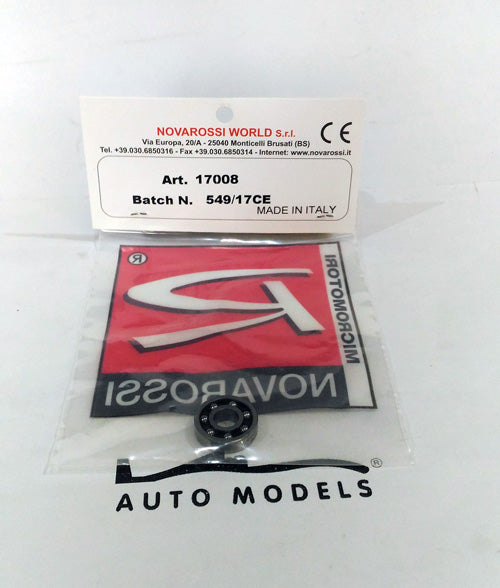 NOVAROSSI WORLD S.r.l.
Via Europa, 20/A - 25040 Monticelli Brusati (BS)
Tel. +39.030.6850316 - Fax +39.030.6850314 - Internet: www.novarossi.it
CE
Art. 17008
Batch N. 549/17CE
MADE IN ITALY
®
MICROMOTORI
NOVAROSSI
®
AUTO MODELS